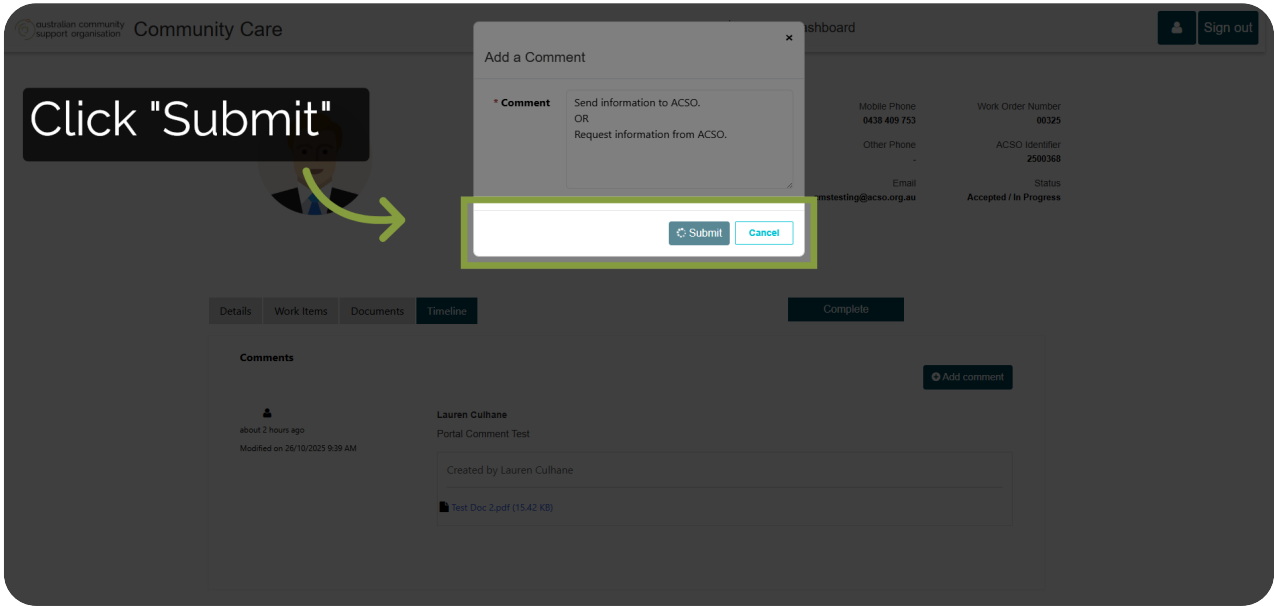 australian community
support organisation
Community Care
shboard
Sign out
Click "Submit"
Add a Comment
×
* Comment
Send information to ACSO.
OR
Request information from ACSO.
Submit
Cancel
Mobile Phone
0438 409 753
Other Phone
-
Email
rmstesting@acso.org.au
Work Order Number
00325
ACSO Identifier
2500368
Status
Accepted / In Progress
Details
Work Items
Documents
Timeline
Complete
Comments
Add comment
about 2 hours ago
Modified on 26/10/2025 9:39 AM
Lauren Culhane
Portal Comment Test
Created by Lauren Culhane
Test Doc 2.pdf (15.42 KB)